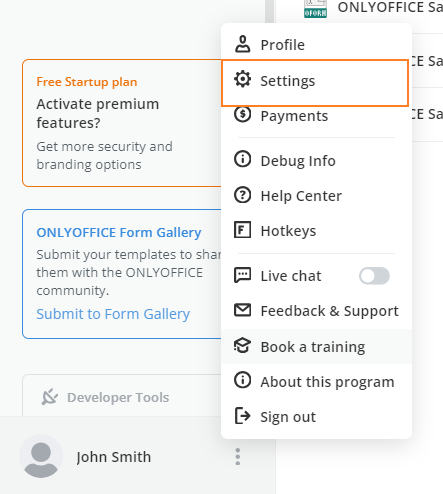 ONLYOFFICE Sa
OFORM
CE Sa
CE Sa
Free Startup plan
Activate premium
features?
Get more security and
branding options
ONLYOFFICE Form Gallery
Submit your templates to shar
them with the ONLYOFFICE
community.
Submit to Form Gallery
Developer Tools
John Smith
Profile
Settings
Payments
Debug Info
Help Center
Hotkeys
Live chat
Feedback & Support
Book a training
About this program
Sign out